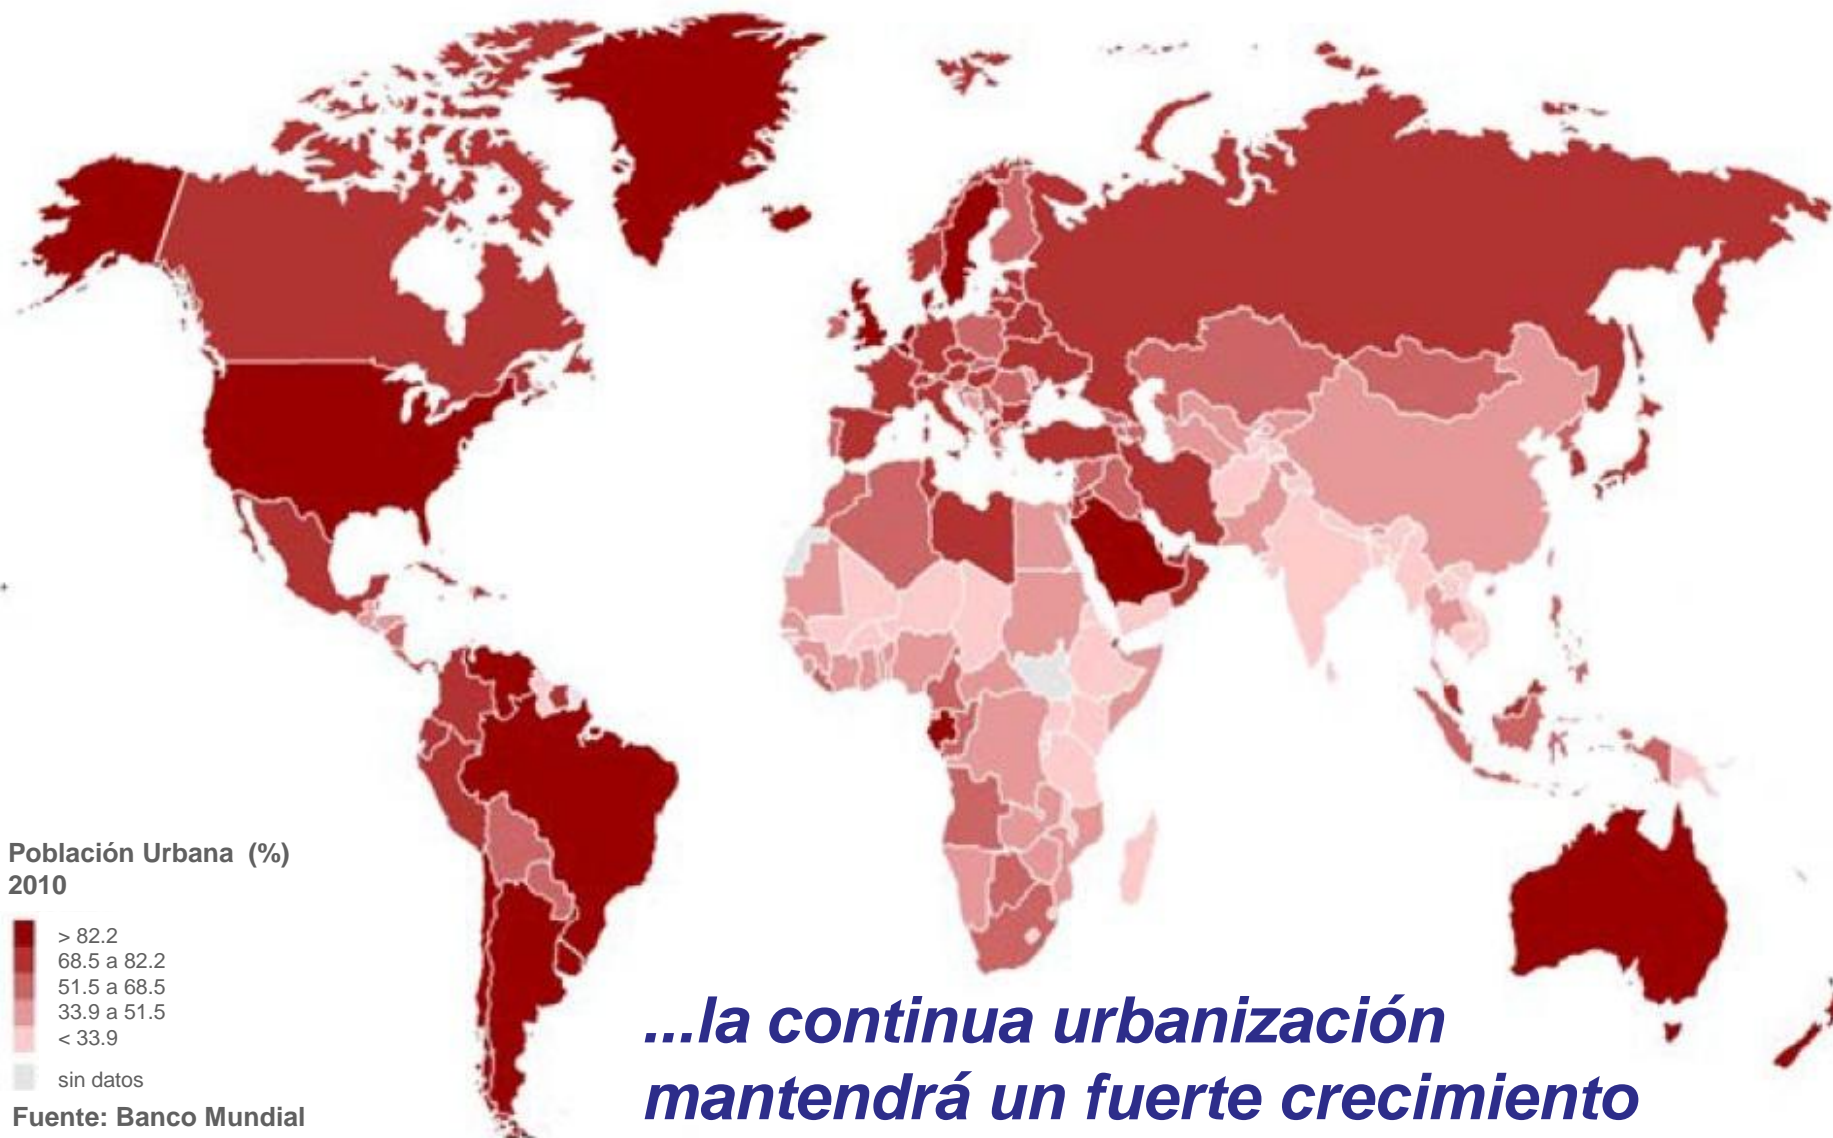 Población Urbana (%)
2010
> 82.2
68.5 a 82.2
51.5 a 68.5
33.9 a 51.5
< 33.9
sin datos
Fuente: Banco Mundial
...la continua urbanización
mantendrá un fuerte crecimiento